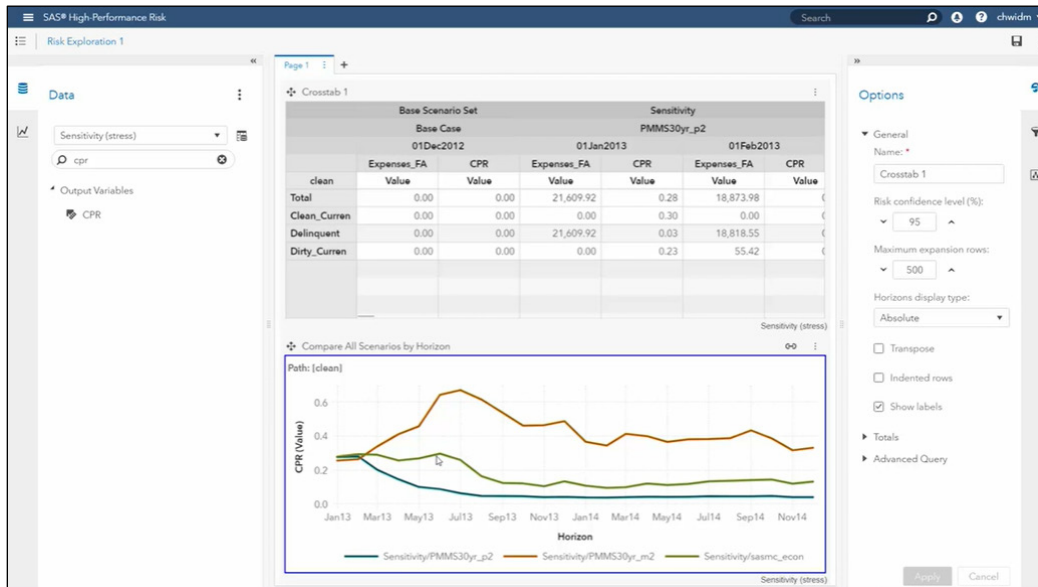 SAS® High-Performance Risk
Search
chwidm
Risk Exploration 1
Data
Sensitivity (stress)
cpr
Output Variables
CPR
Page 1
Crosstab 1
Base Scenario Set Sensitivity
Base Case PMMS30yr_p2
01Dec2012 01Jan2013 01Feb2013
Expenses_FA CPR Expenses_FA CPR Expenses_FA CPR
clean Value Value Value Value Value Value
Total 0.00 0.00 21,609.92 0.28 18,873.98
Clean_Curren 0.00 0.00 0.00 0.30 0.00
Delinquent 0.00 0.00 21,609.92 0.03 18,818.55
Dirty_Curren 0.00 0.00 0.00 0.23 55.42
Sensitivity (stress)
Compare All Scenarios by Horizon
Path: [clean]
CPR (Value)
0.6
0.4
0.2
0.0
Jan13 Mar13 May13 Jul13 Sep13 Nov13 Jan14 Mar14 May14 Jul14 Sep14 Nov14
Horizon
Sensitivity/PMMS30yr_p2 Sensitivity/PMMS30yr_m2 Sensitivity/sasmc_econ
Sensitivity (stress)
Options
General
Name: *
Crosstab 1
Risk confidence level (%):
95
Maximum expansion rows:
500
Horizons display type:
Absolute
Transpose
Indented rows
Show labels
Totals
Advanced Query
Apply Cancel